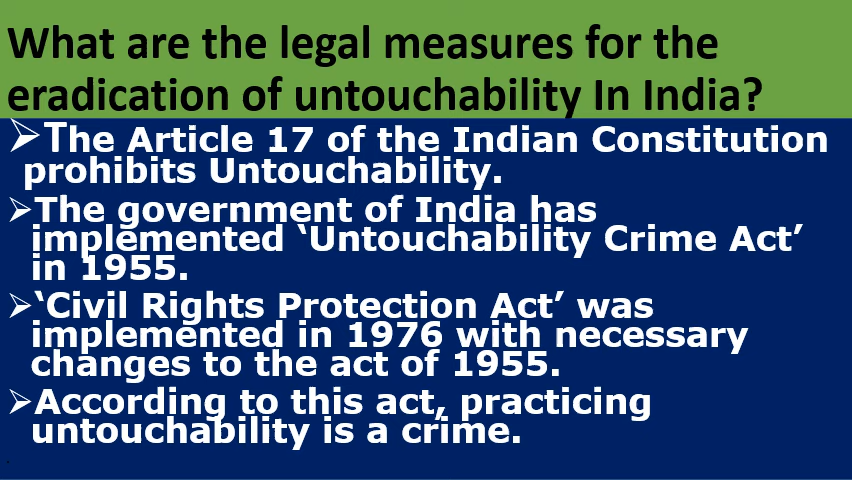 What are the legal measures for the
eradication of untouchability In India?
➢The Article 17 of the Indian Constitution
prohibits Untouchability.
➢The government of India has
implemented ‘Untouchability Crime Act’
in 1955.
➢‘Civil Rights Protection Act’ was
implemented in 1976 with necessary
changes to the act of 1955.
➢According to this act, practicing
untouchability is a crime.
.